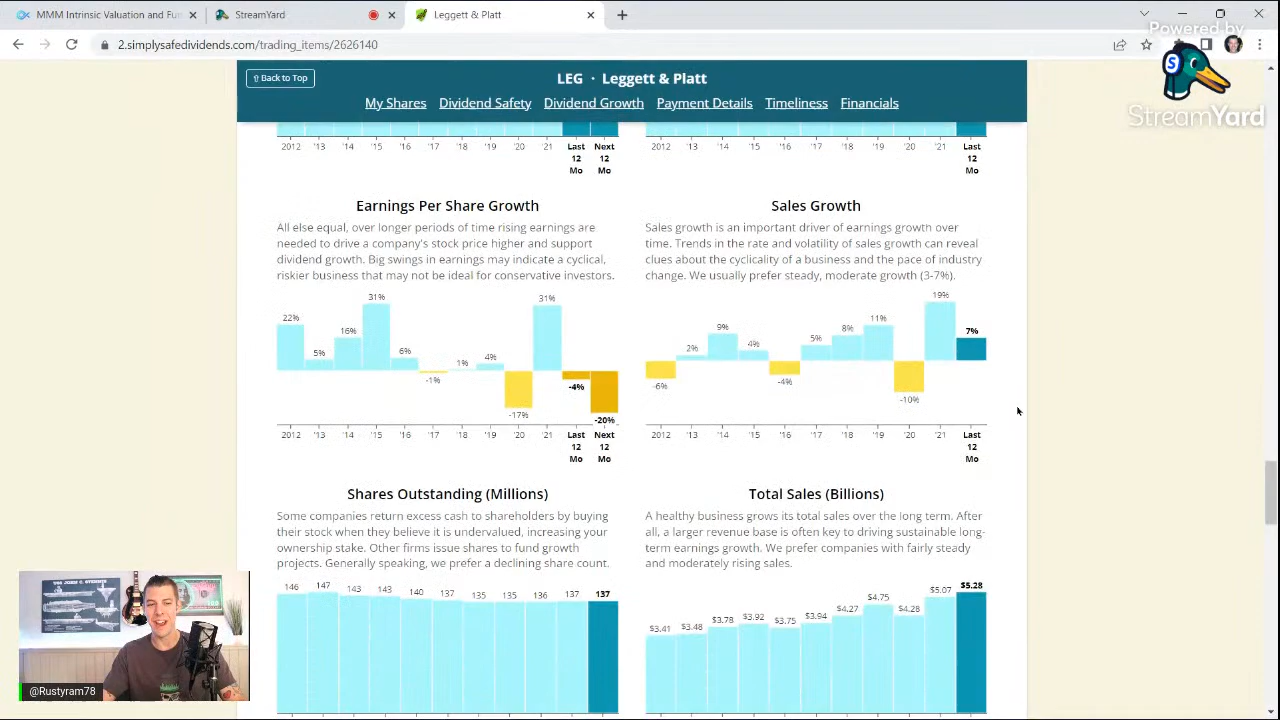 MMM Intrinsic Valuation and Fu
StreamYard
Leggett & Platt
2.simplysafedividends.com/trading_items/2626140
Powered by
StreamYard
Back to Top
LEG · Leggett & Platt
My Shares Dividend Safety Dividend Growth Payment Details Timeliness Financials
2012 '13 '14 '15 '16 '17 '18 '19 '20 '21 Last 12 Mo Next 12 Mo
2012 '13 '14 '15 '16 '17 '18 '19 '20 '21 Last 12 Mo
Earnings Per Share Growth
All else equal, over longer periods of time rising earnings are
needed to drive a company's stock price higher and support
dividend growth. Big swings in earnings may indicate a cyclical,
riskier business that may not be ideal for conservative investors.
22% 5% 16% 31% 6% -1% 1% 4% -17% 31% -4% -20%
2012 '13 '14 '15 '16 '17 '18 '19 '20 '21 Last 12 Mo Next 12 Mo
Sales Growth
Sales growth is an important driver of earnings growth over
time. Trends in the rate and volatility of sales growth can reveal
clues about the cyclicality of a business and the pace of industry
change. We usually prefer steady, moderate growth (3-7%).
-6% 2% 9% 4% -4% 5% 8% 11% -10% 19% 7%
2012 '13 '14 '15 '16 '17 '18 '19 '20 '21 Last 12 Mo
Shares Outstanding (Millions)
Some companies return excess cash to shareholders by buying
their stock when they believe it is undervalued, increasing your
ownership stake. Other firms issue shares to fund growth
projects. Generally speaking, we prefer a declining share count.
146 147 143 143 140 137 135 135 136 137 137
Total Sales (Billions)
A healthy business grows its total sales over the long term. After
all, a larger revenue base is often key to driving sustainable long-
term earnings growth. We prefer companies with fairly steady
and moderately rising sales.
$3.41 $3.48 $3.78 $3.92 $3.75 $3.94 $4.27 $4.75 $4.28 $5.07 $5.28
@Rustyram78